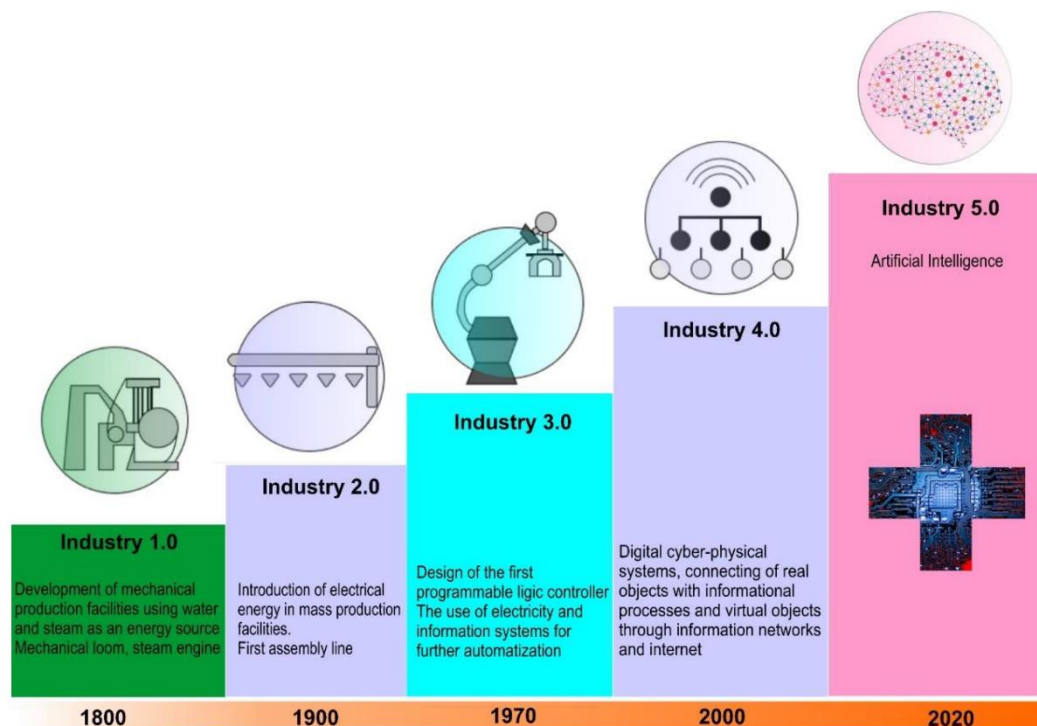 Industry 1.0
Development of mechanical
production facilities using water
and steam as an energy source
Mechanical loom, steam engine
Industry 2.0
Introduction of electrical
energy in mass production
facilities.
First assembly line
Industry 3.0
Design of the first
programmable ligic controller
The use of electricity and
information systems for
further automatization
Industry 4.0
Digital cyber-physical
systems, connecting of real
objects with informational
processes and virtual objects
through information networks
and internet
Industry 5.0
Artificial Intelligence
1800
1900
1970
2000
2020